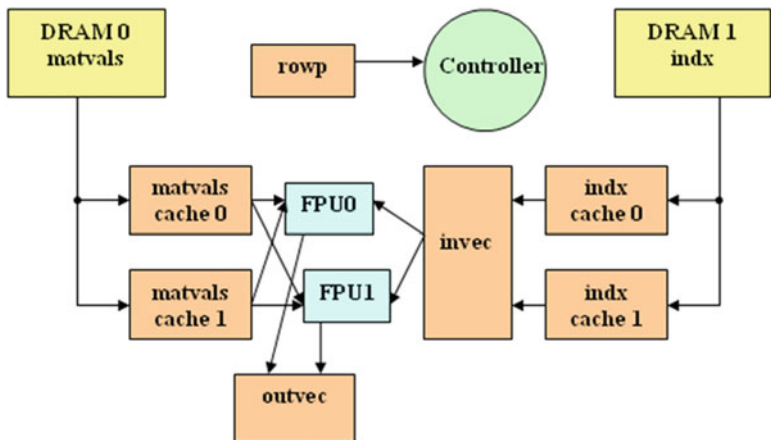 DRAM 0
matvals
rowp
Controller
DRAM 1
indx
matvals
cache 0
FPU0
invec
indx
cache 0
matvals
cache 1
FPU1
indx
cache 1
outvec